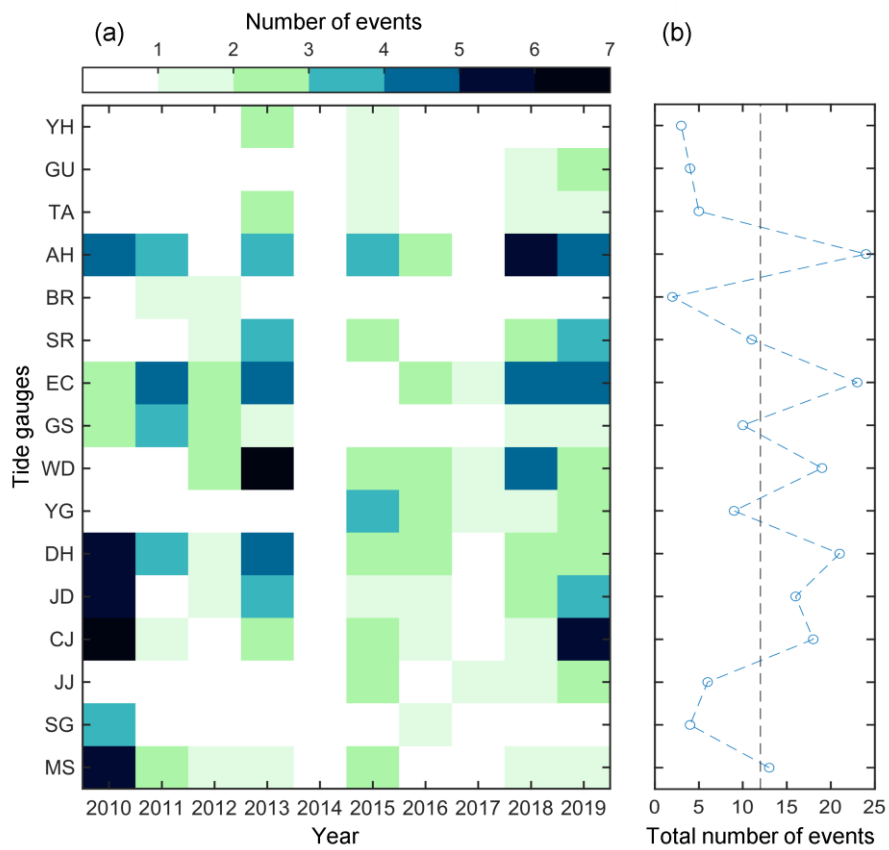 (a) Number of events (b)
1 2 3 4 5 6 7
YH
GU
TA
AH
BR
SR
EC
GS
WD
YG
DH
JD
CJ
JJ
SG
MS
Tide gauges
2010 2011 2012 2013 2014 2015 2016 2017 2018 2019
Year
0 5 10 15 20 25
Total number of events